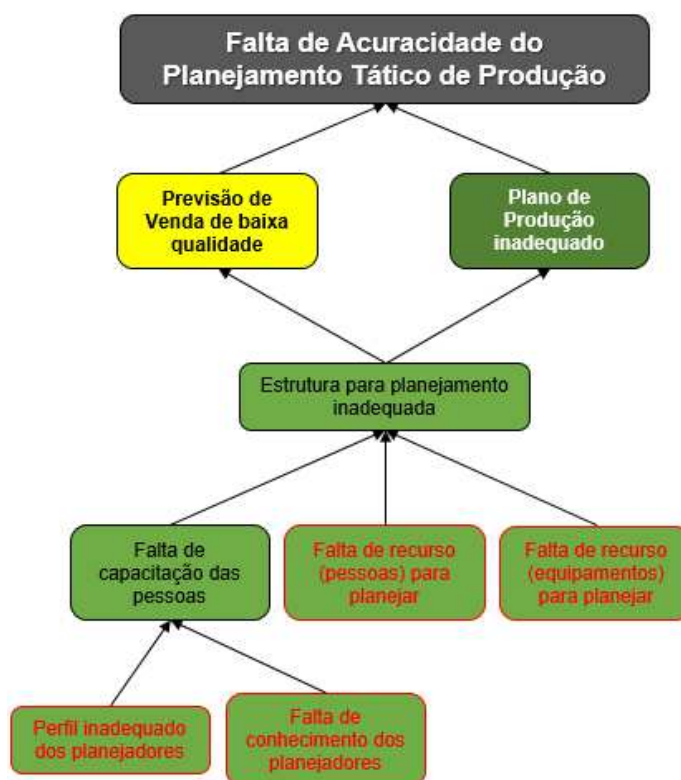 Falta de Acuracidade do
Planejamento Tático de Produção
Previsão de
Venda de baixa
qualidade
Plano de
Produção
inadequado
Estrutura para planejamento
inadequada
Falta de
capacitação das
pessoas
Falta de recurso
(pessoas) para
planejar
Falta de recurso
(equipamentos)
para planejar
Perfil inadequado
dos planejadores
Falta de
conhecimento dos
planejadores